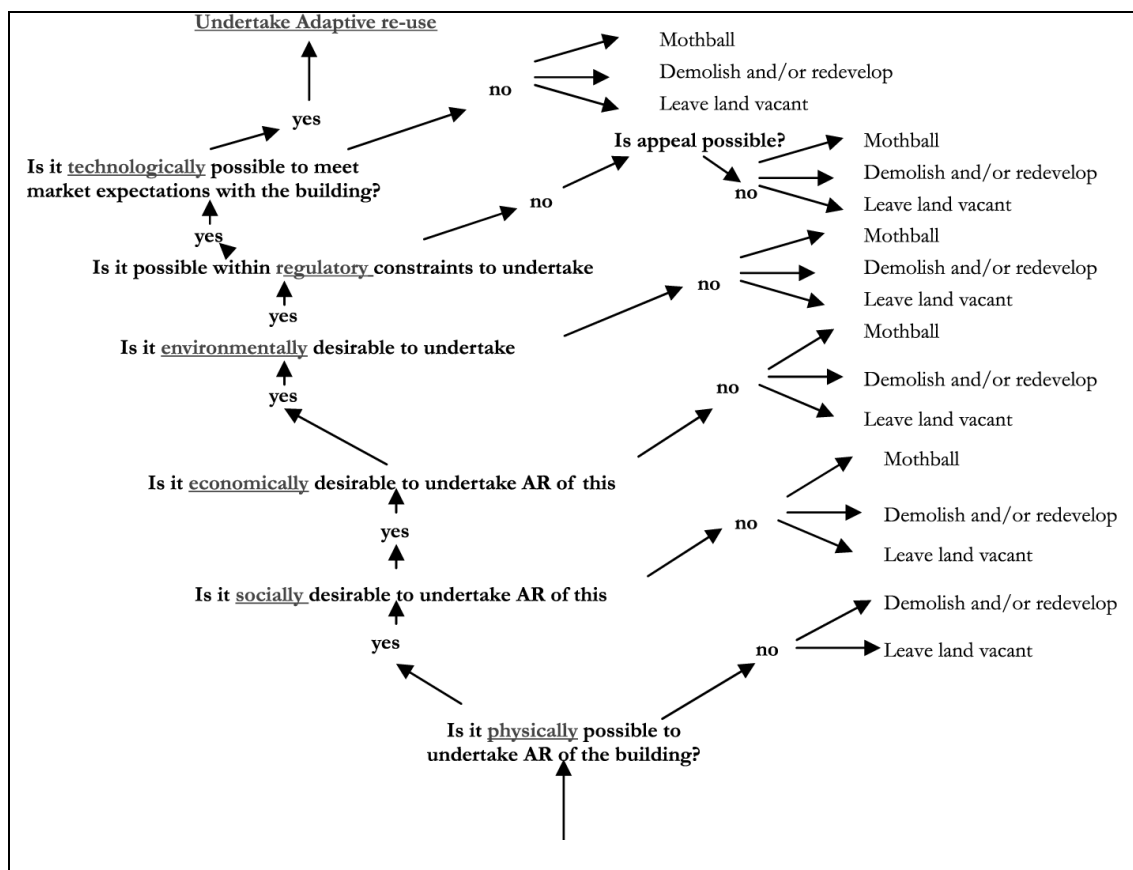 Undertake Adaptive re-use
Mothball
Demolish and/or redevelop
no
Leave land vacant
yes
Is appeal possible?
Mothball
Is it technologically possible to meet
market expectations with the building?
Demolish and/or redevelop
no
no
Leave land vacant
yes
Mothball
Is it possible within regulatory constraints to undertake
Demolish and/or redevelop
no
Leave land vacant
yes
Mothball
Is it environmentally desirable to undertake
Demolish and/or redevelop
no
yes
Leave land vacant
Mothball
Is it economically desirable to undertake AR of this
Demolish and/or redevelop
no
yes
Leave land vacant
Is it socially desirable to undertake AR of this
Demolish and/or redevelop
yes
no
Leave land vacant
Is it physically possible to
undertake AR of the building?